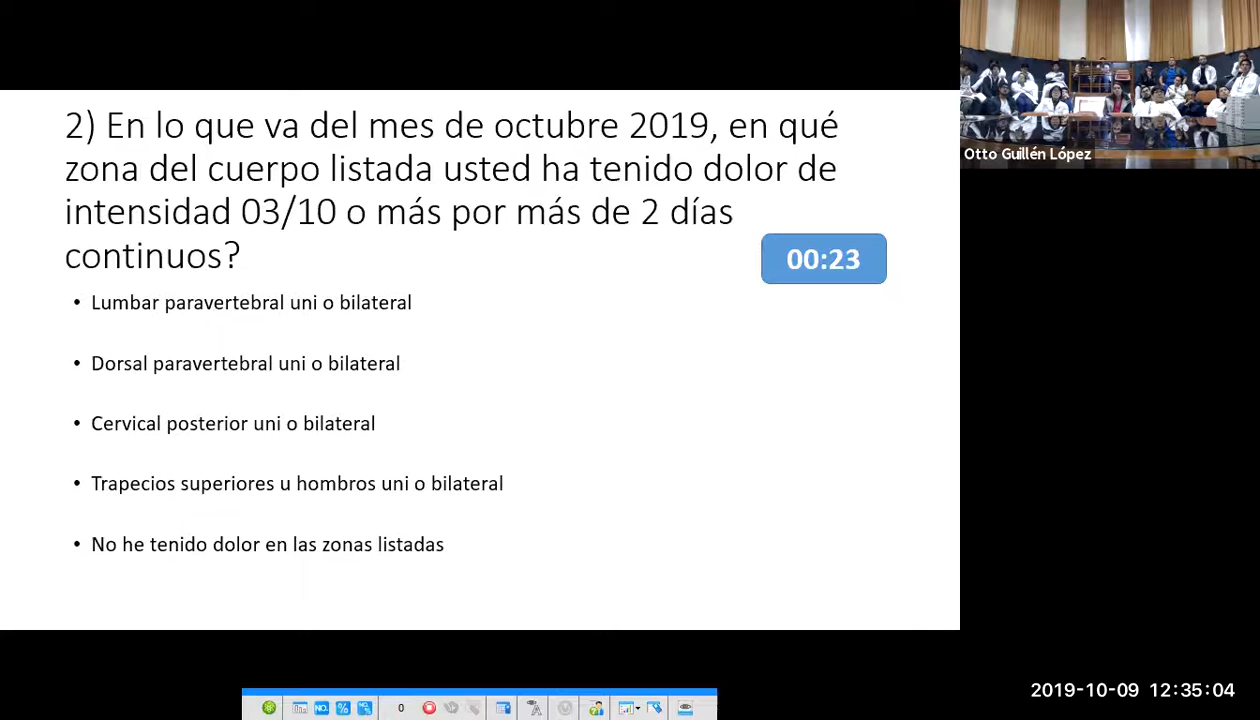 2) En lo que va del mes de octubre 2019, en qué
zona del cuerpo listada usted ha tenido dolor de
intensidad 03/10 o más por más de 2 días
continuos?
00:23
• Lumbar paravertebral uni o bilateral
• Dorsal paravertebral uni o bilateral
• Cervical posterior uni o bilateral
• Trapecios superiores u hombros uni o bilateral
• No he tenido dolor en las zonas listadas
Otto Guillén López
NO. % 0
2019-10-09 12:35:04